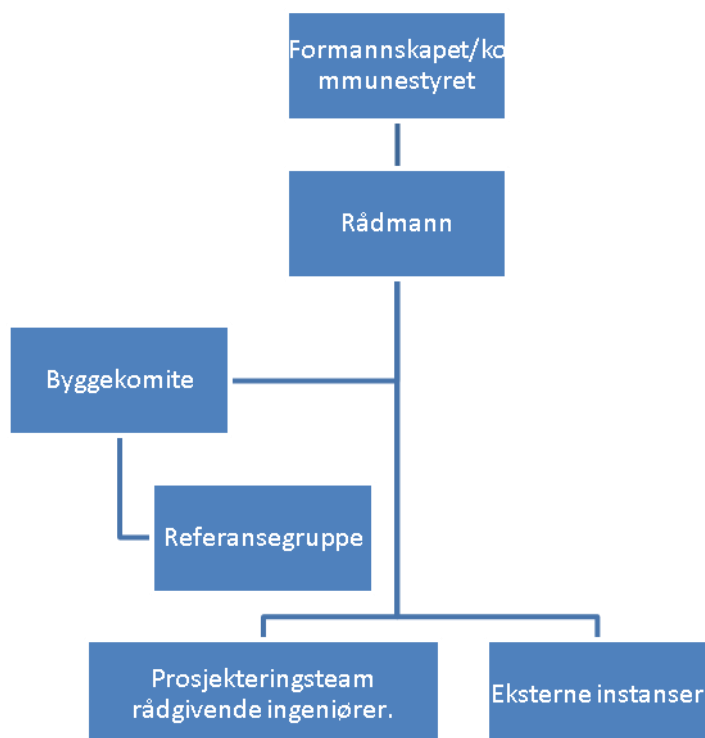 Formannskapet/ko
mmunestyret
Rådmann
Byggekomite
Referansegruppe
Prosjekteringsteam
rådgivende ingeniører.
Eksterne instanser